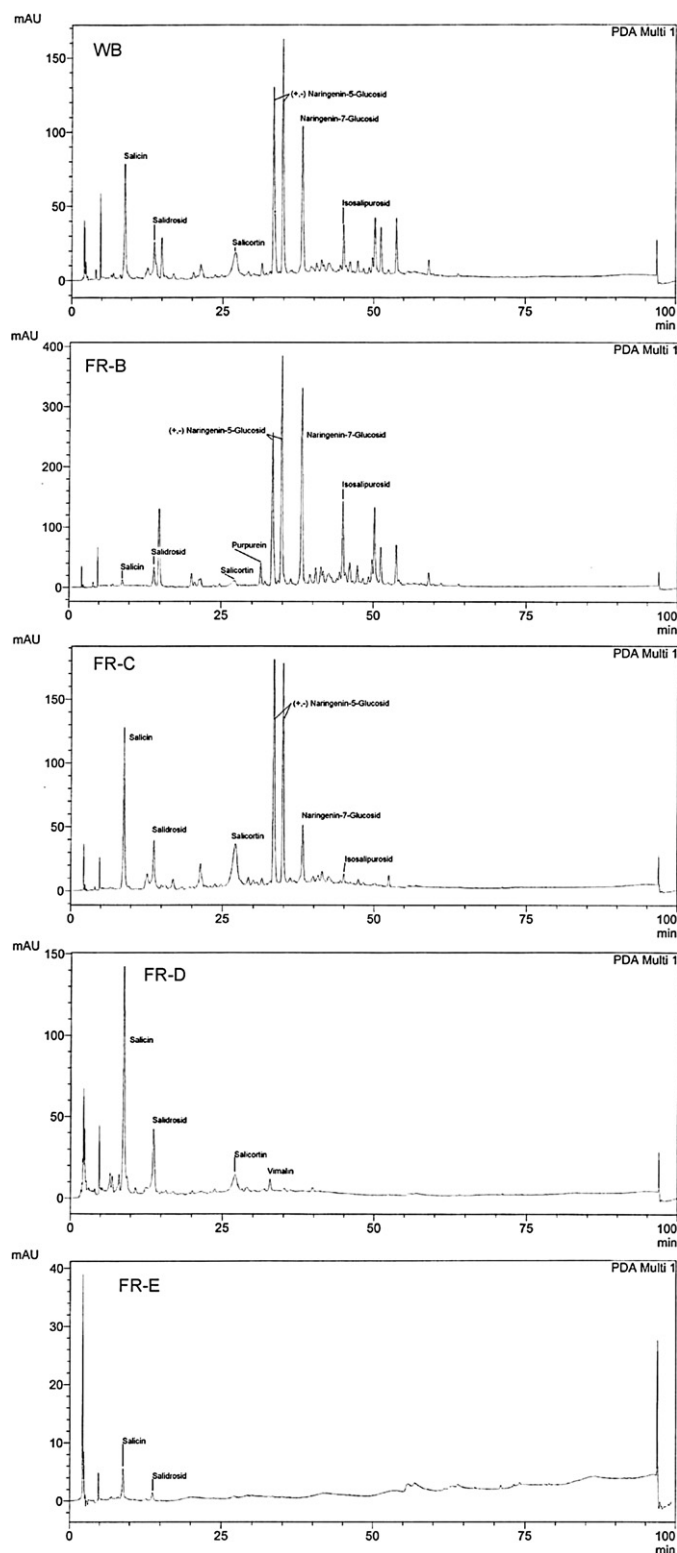 mAU
PDA Multi 1
WB
150
(+,-) Naringenin-5-Glucosid
Naringenin-7-Glucosid
100
Salicin
50
Salidrosid
Isosalipurosid
Salicortin
0
0 25 50 75 100
min
mAU
400
PDA Multi 1
FR-B
300
(+,-) Naringenin-5-Glucosid
Naringenin-7-Glucosid
200
Isosalipurosid
100
Purpurein
Salicin
Salidrosid
Salicortin
0
0 25 50 75 100
min
mAU
PDA Multi 1
FR-C
150
(+,-) Naringenin-5-Glucosid
Salicin
100
Naringenin-7-Glucosid
50
Salidrosid
Salicortin
Isosalipurosid
0
0 25 50 75 100
min
mAU
150
PDA Multi 1
FR-D
100
Salicin
50
Salidrosid
Salicortin
Vimalin
0
0 25 50 75 100
min
mAU
PDA Multi 1
40
FR-E
30
20
10
Salicin
Salidrosid
0
0 25 50 75 100
min